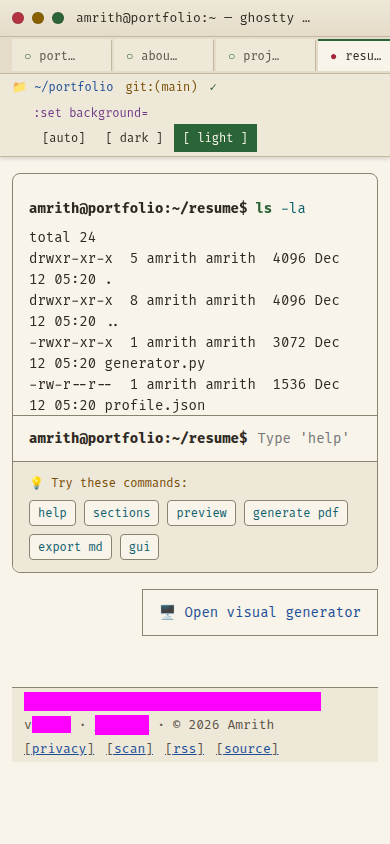 amrith@portfolio:~ — ghostty …
○ port… ○ abou… ○ proj… ● resu…
📁 ~/portfolio git:(main) ✓
:set background=
[auto] [ dark ] [ light ]
amrith@portfolio:~/resume$ ls -la
total 24
drwxr-xr-x  5 amrith amrith  4096 Dec
12 05:20 .
drwxr-xr-x  8 amrith amrith  4096 Dec
12 05:20 ..
-rwxr-xr-x  1 amrith amrith  3072 Dec
12 05:20 generator.py
-rw-r--r--  1 amrith amrith  1536 Dec
12 05:20 profile.json
amrith@portfolio:~/resume$ Type 'help'
💡 Try these commands:
help sections preview generate pdf
export md gui
🖥️ Open visual generator
v · · © 2026 Amrith
[privacy] [scan] [rss] [source]